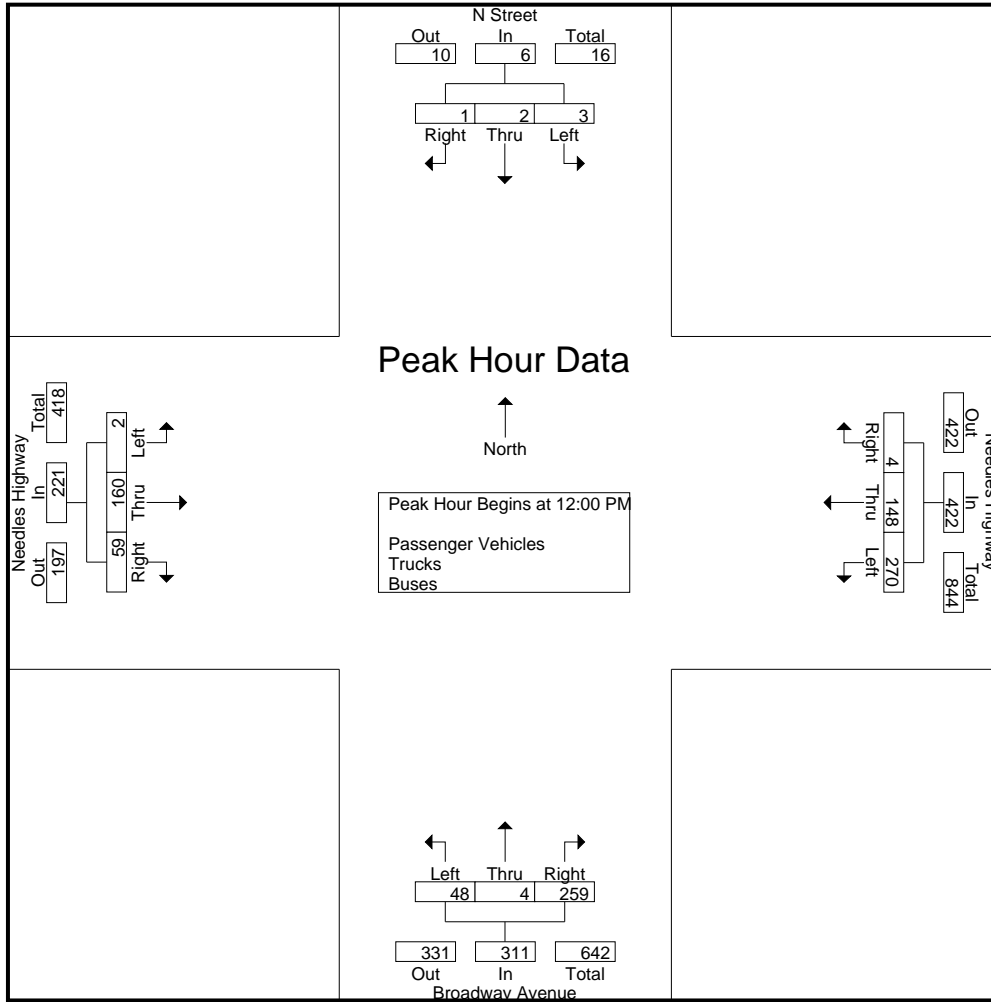 N Street
Out In Total
10 6 16
1 2 3
Right Thru Left
Peak Hour Data
North
Peak Hour Begins at 12:00 PM
Passenger Vehicles
Trucks
Buses
Needles Highway
Total In Out
418 221 197
2 160 59
Left Thru Right
Right Thru Left
4 148 270
Out In Total
422 422 844
Needles Highway
Left Thru Right
48 4 259
331 311 642
Out In Total
Broadway Avenue